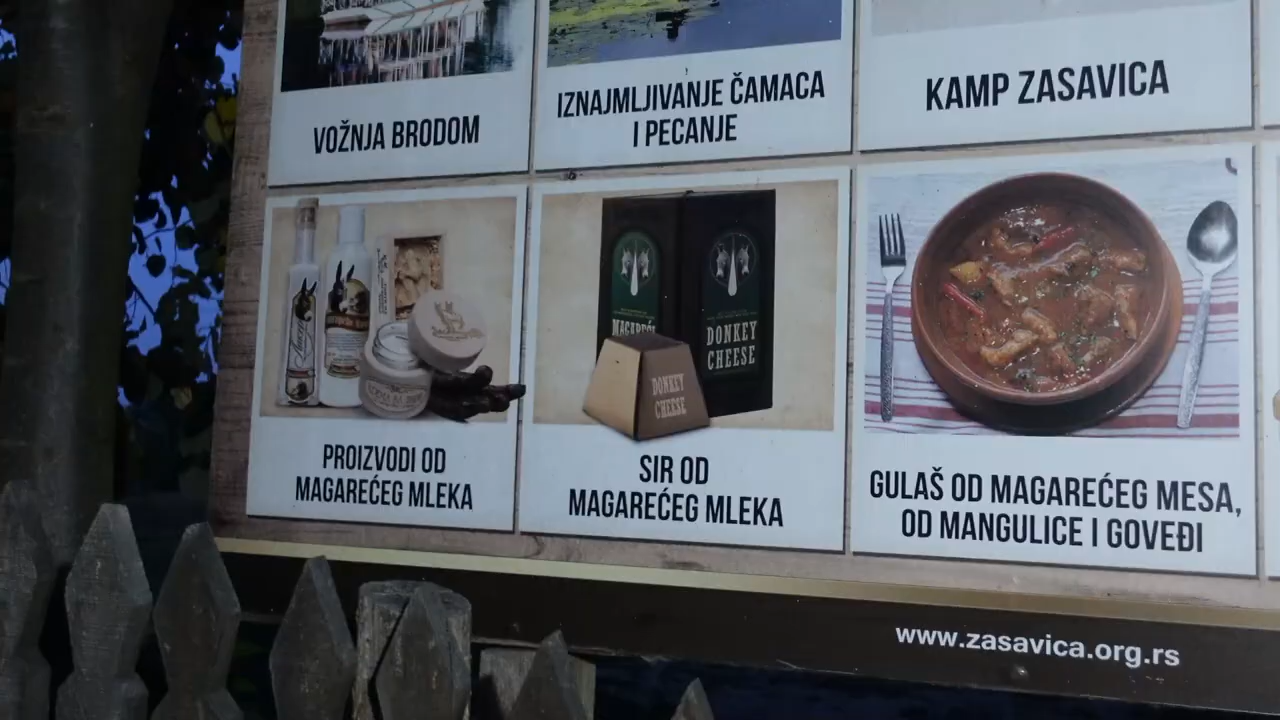 VOŽNJA BRODOM
IZNAJMLJIVANJE ČAMACA
I PECANJE
KAMP ZASAVICA
PROIZVODI OD
MAGAREĆEG MLEKA
DONKEY
CHEESE
DONKEY
CHEESE
SIR OD
MAGAREĆEG MLEKA
GULAŠ OD MAGAREĆEG MESA,
OD MANGULICE I GOVEĐI
www.zasavica.org.rs